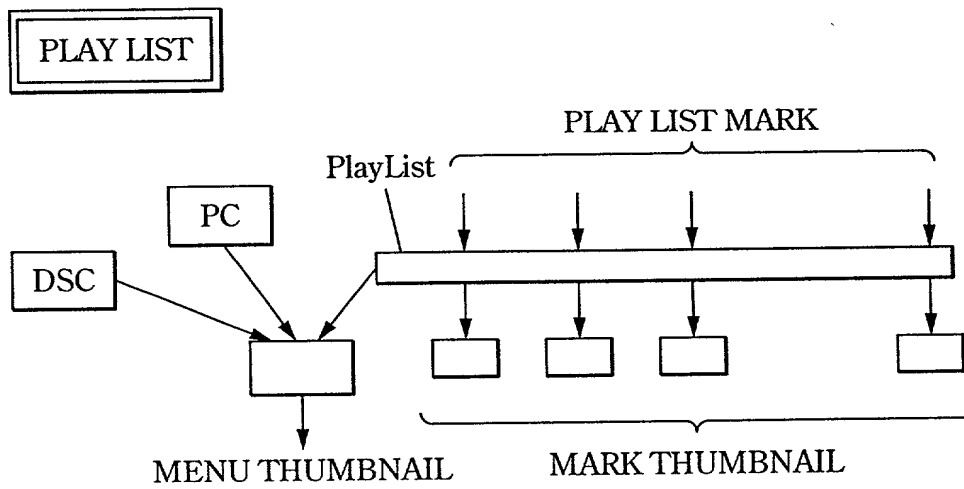 PLAY LIST
PLAY LIST MARK
PlayList
PC
DSC
MENU THUMBNAIL
MARK THUMBNAIL